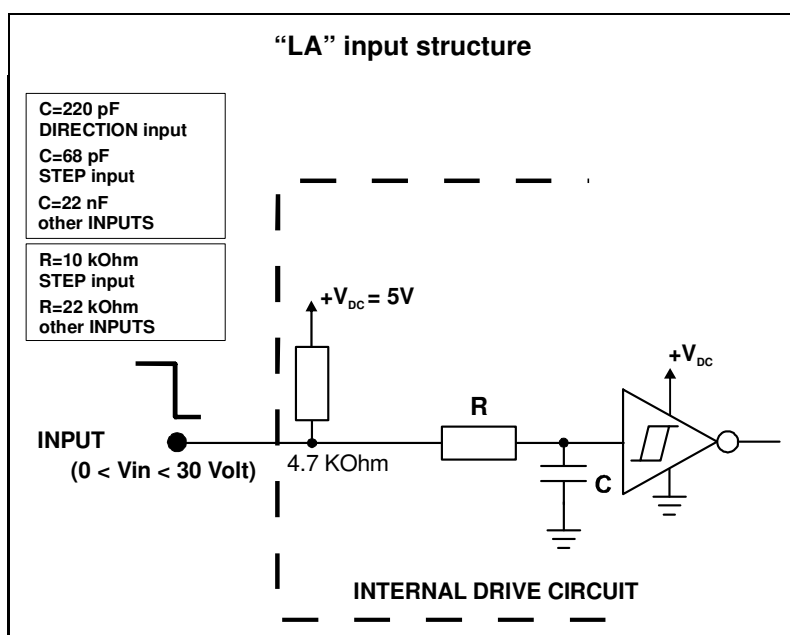 “LA” input structure
C=220 pF
DIRECTION input
C=68 pF
STEP input
C=22 nF
other INPUTS
R=10 kOhm
STEP input
R=22 kOhm
other INPUTS
+VDC = 5V
+VDC
R
INPUT
(0 < Vin < 30 Volt)
4.7 KOhm
C
INTERNAL DRIVE CIRCUIT